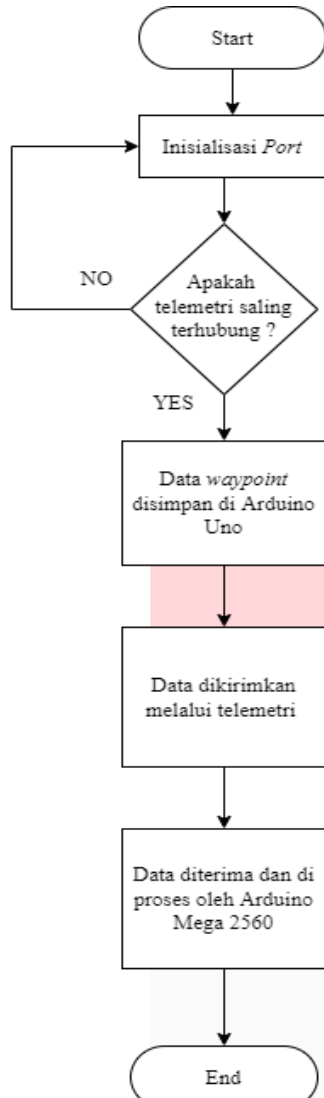 Start
Inisialisasi Port
Apakah
telemetri saling
terhubung ?
NO
YES
Data waypoint
disimpan di Arduino
Uno
Data dikirimkan
melalui telemetri
Data diterima dan di
proses oleh Arduino
Mega 2560
End